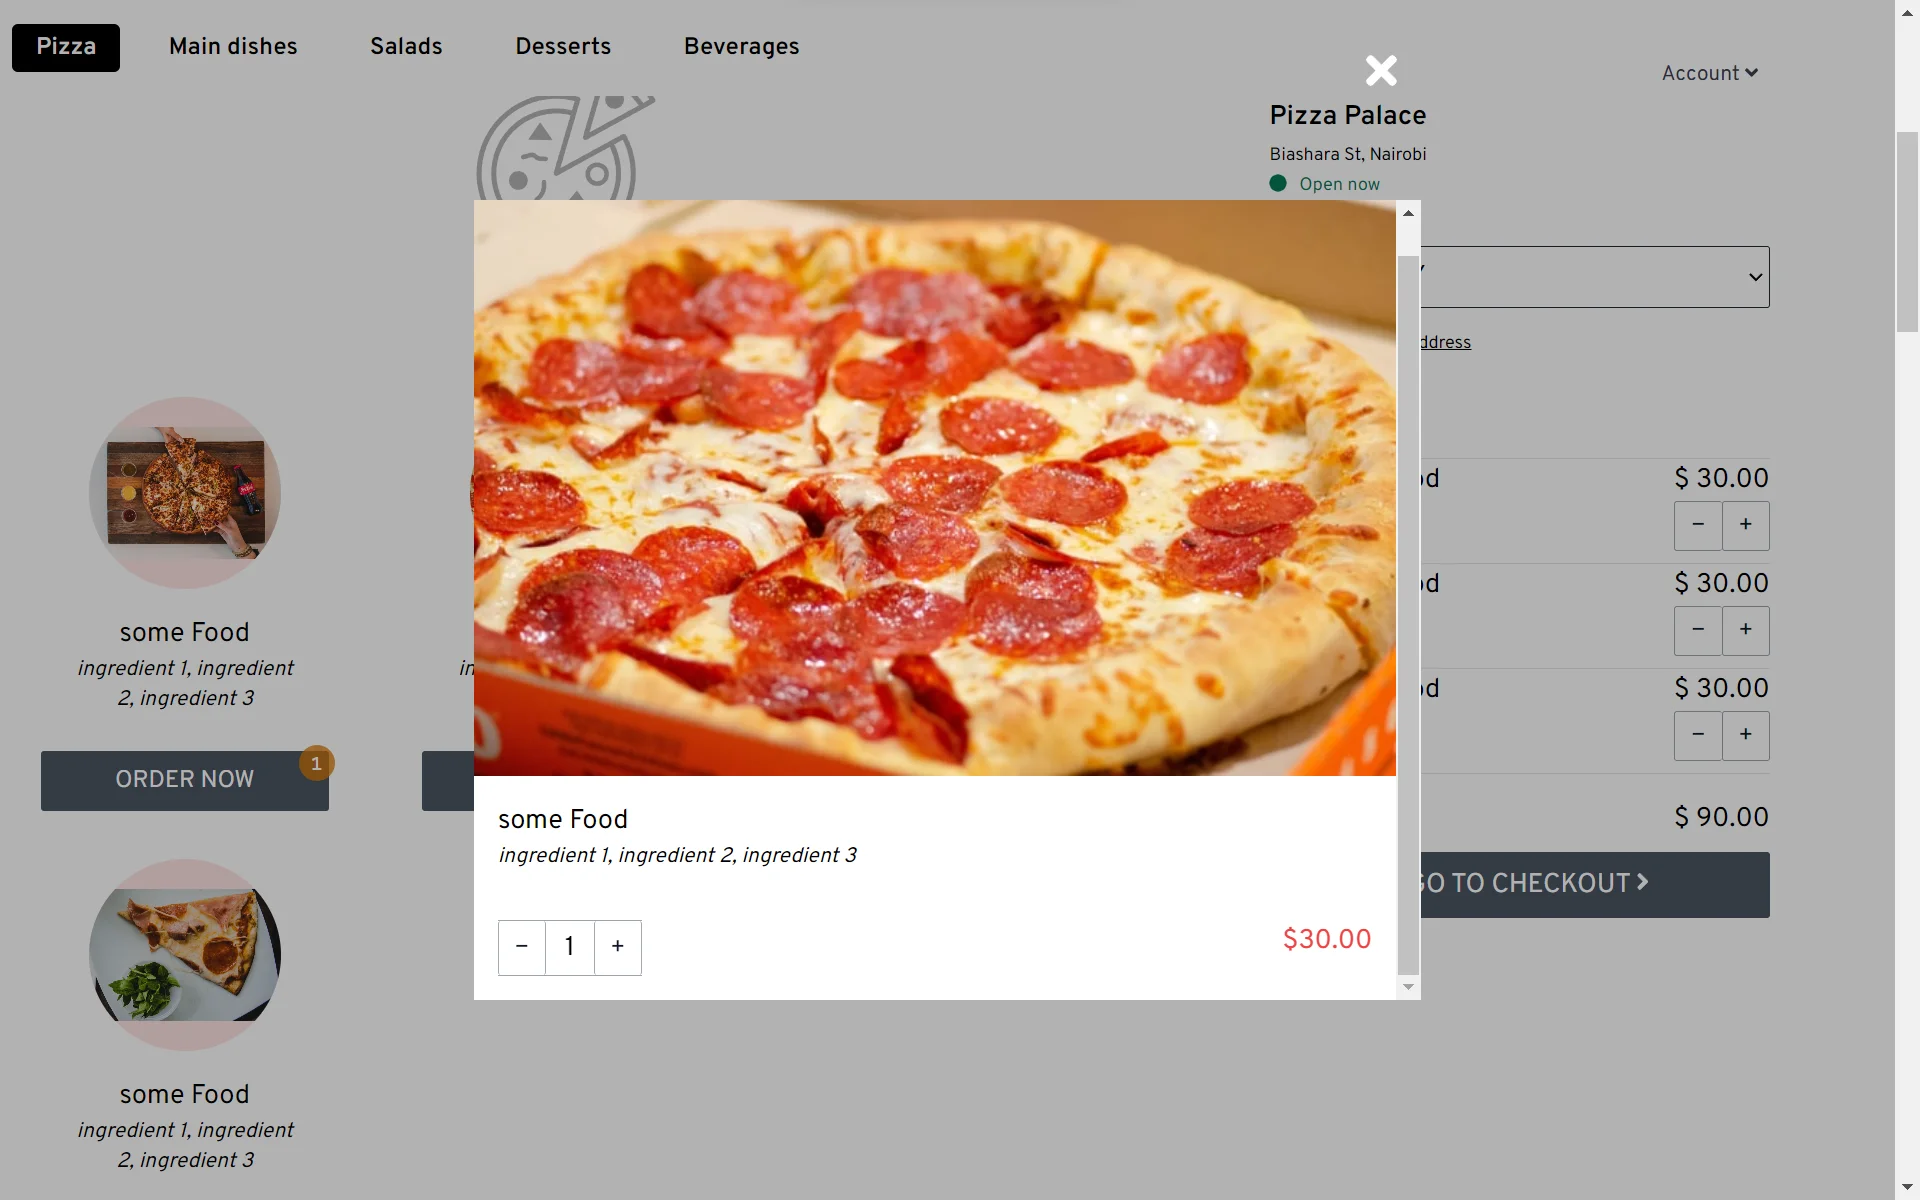 Pizza
Main dishes
Salads
Desserts
Beverages
Account
Pizza Palace
Biashara St, Nairobi
Open now
ddress
some Food
ingredient 1, ingredient
2, ingredient 3
ORDER NOW
1
some Food
ingredient 1, ingredient
2, ingredient 3
some Food
ingredient 1, ingredient 2, ingredient 3
− 1 +
$30.00
$ 30.00
− +
$ 30.00
− +
$ 30.00
− +
$ 90.00
GO TO CHECKOUT